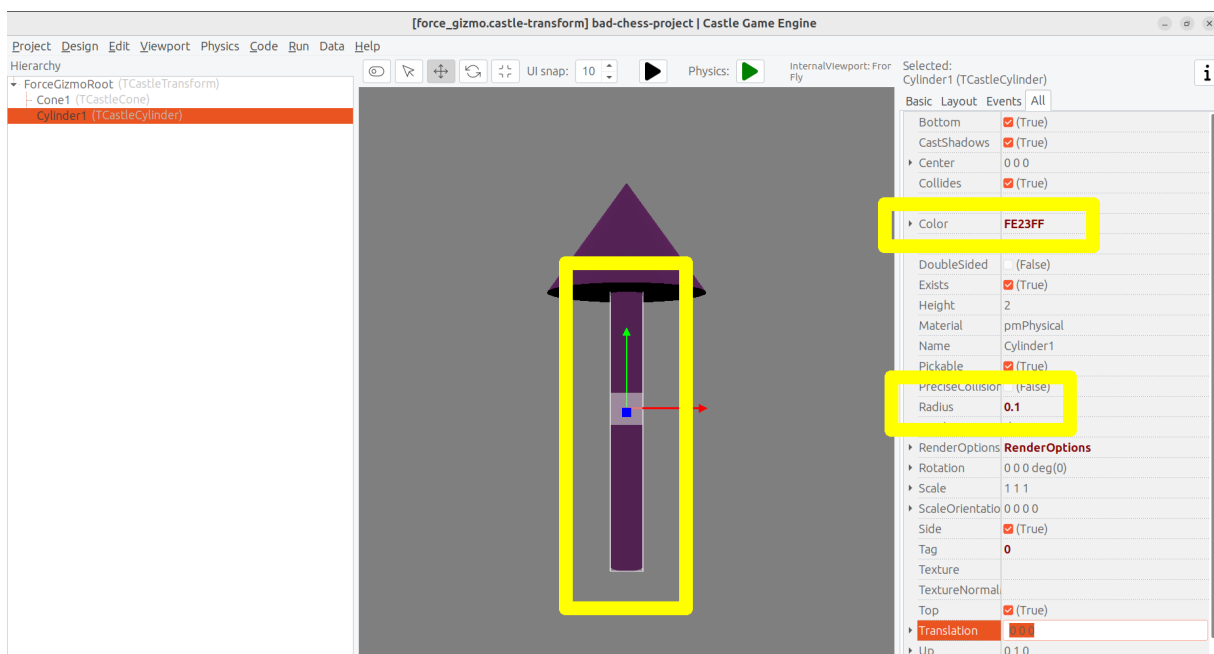 [force_gizmo.castle-transform] bad-chess-project | Castle Game Engine
Project Design Edit Viewport Physics Code Run Data Help
Hierarchy
ForceGizmoRoot (TCastleTransform)
Cone1 (TCastleCone)
Cylinder1 (TCastleCylinder)
UI snap: 10
Physics:
InternalViewport: Fror
Fly
Selected:
Cylinder1 (TCastleCylinder)
i
Basic Layout Events All
Bottom (True)
CastShadows (True)
Center 0 0 0
Collides (True)
Color FE23FF
DoubleSided (False)
Exists (True)
Height 2
Material pmPhysical
Name Cylinder1
Pickable (True)
PreciseCollision (False)
Radius 0.1
RenderOptions RenderOptions
Rotation 0 0 0 deg(0)
Scale 1 1 1
ScaleOrientatio 0 0 0 0
Side (True)
Tag 0
Texture
TextureNormal
Top (True)
Translation 0 0 0
Up 0 1 0